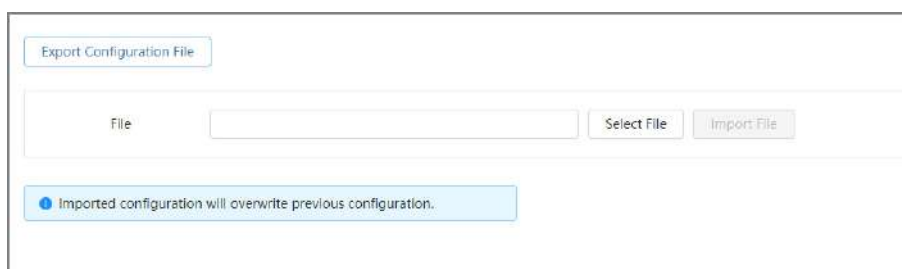 Export Configuration File
File Select File Import File
Imported configuration will overwrite previous configuration.